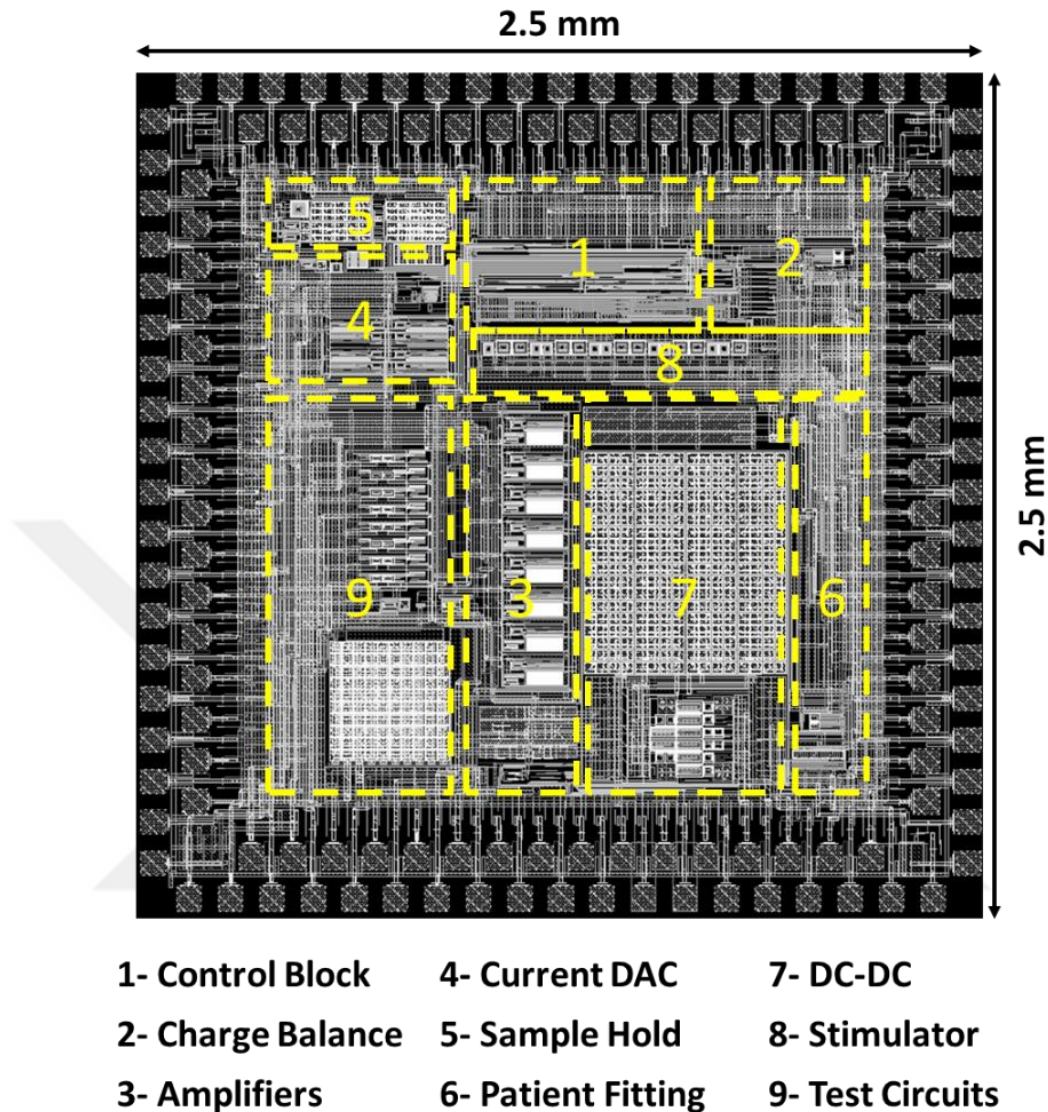 2.5 mm
5
1
2
4
8
2.5 mm
9
3
7
6
1- Control Block
4- Current DAC
7- DC-DC
2- Charge Balance
5- Sample Hold
8- Stimulator
3- Amplifiers
6- Patient Fitting
9- Test Circuits